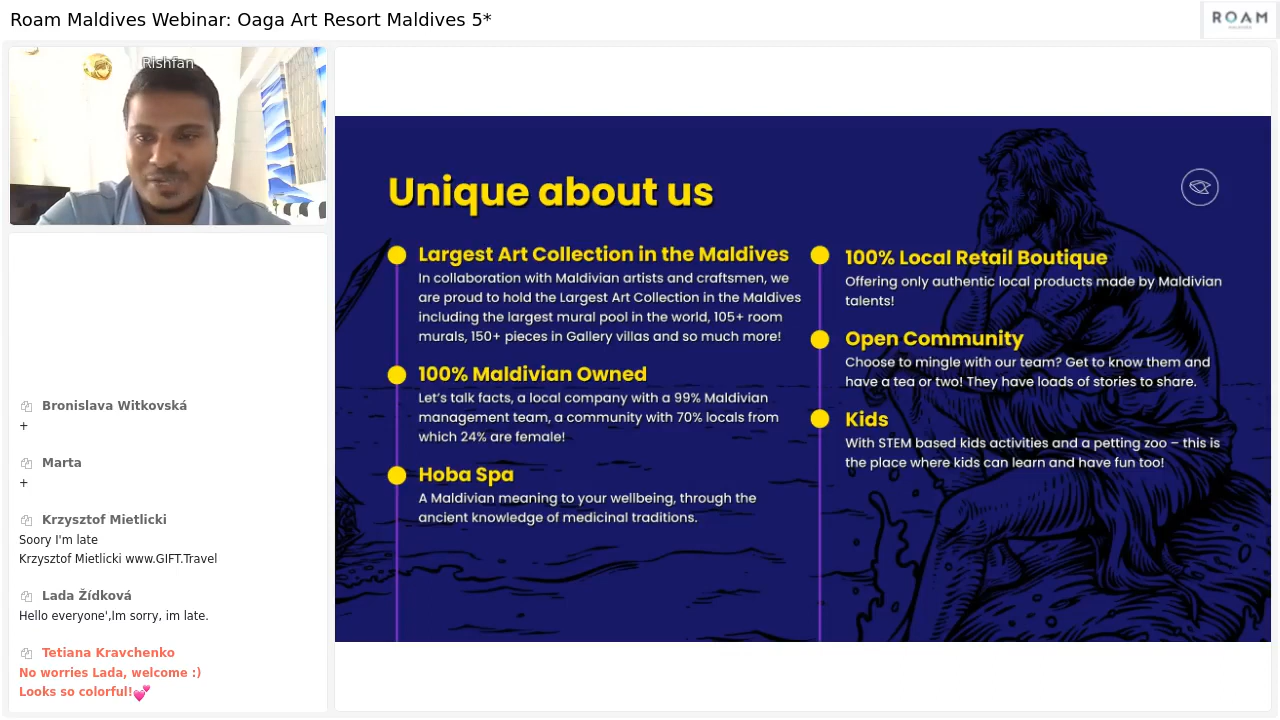 Roam Maldives Webinar: Oaga Art Resort Maldives 5*
ROAM
Rishfan
Bronislava Witkovská
+
Marta
+
Krzysztof Mietlicki
Soory I'm late
Krzysztof Mietlicki www.GIFT.Travel
Lada Žídková
Hello everyone',Im sorry, im late.
Tetiana Kravchenko
No worries Lada, welcome :)
Looks so colorful!💕
Unique about us
Largest Art Collection in the Maldives
In collaboration with Maldivian artists and craftsmen, we
are proud to hold the Largest Art Collection in the Maldives
including the largest mural pool in the world, 105+ room
murals, 150+ pieces in Gallery villas and so much more!
100% Maldivian Owned
Let's talk facts, a local company with a 99% Maldivian
management team, a community with 70% locals from
which 24% are female!
Hoba Spa
A Maldivian meaning to your wellbeing, through the
ancient knowledge of medicinal traditions.
100% Local Retail Boutique
Offering only authentic local products made by Maldivian
talents!
Open Community
Choose to mingle with our team? Get to know them and
have a tea or two! They have loads of stories to share.
Kids
With STEM based kids activities and a petting zoo – this is
the place where kids can learn and have fun too!